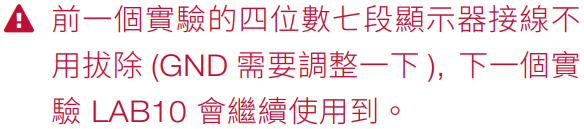 前一個實驗的四位數七段顯示器接線不
用拔除 (GND 需要調整一下 ), 下一個實
驗 LAB10 會繼續使用到。